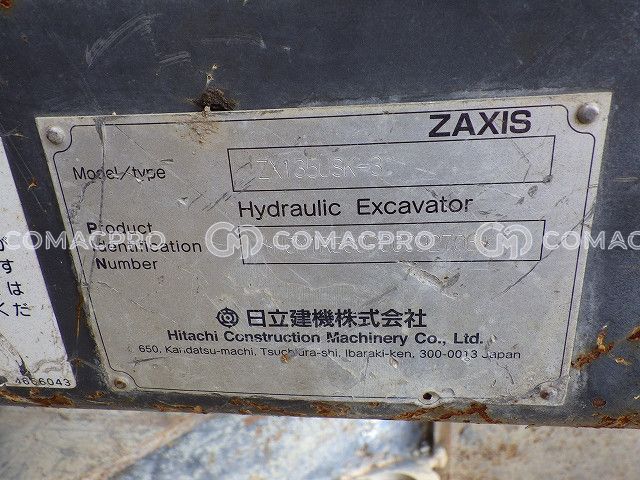 ZAXIS
Model/type
ZX135USK-3
Hydraulic Excavator
Product
Identification
Number
COMACPRO COMACPRO COMACPRO
日立建機株式会社
Hitachi Construction Machinery Co., Ltd.
650, Kandatsu-machi, Tsuchiura-shi, Ibaraki-ken, 300-0013 Japan
す
は
くだ
4666043